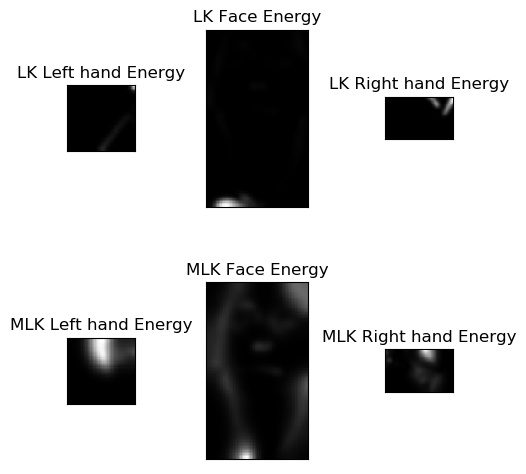 LK Face Energy
LK Left hand Energy
LK Right hand Energy
MLK Face Energy
MLK Left hand Energy
MLK Right hand Energy